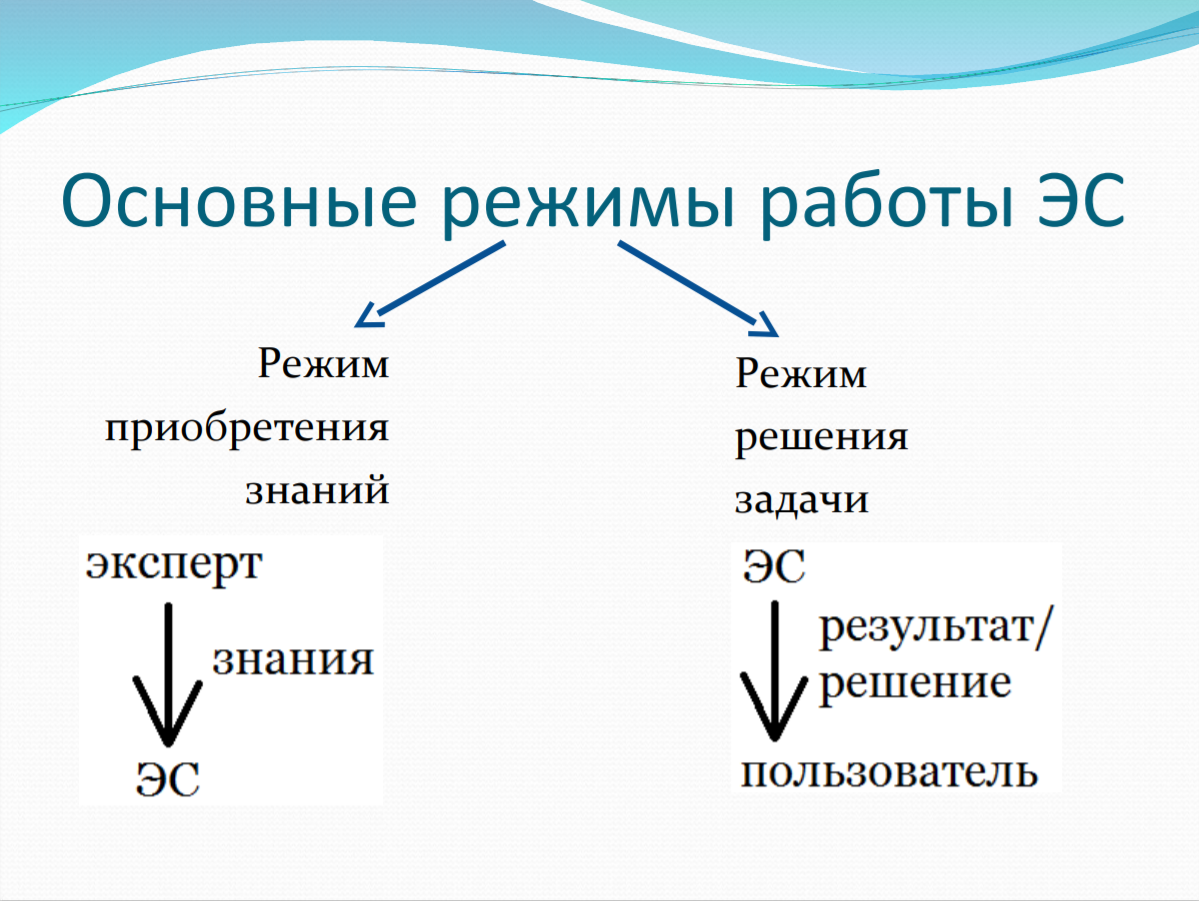 Основные режимы работы ЭС
Режим
приобретения
знаний
эксперт
знания
ЭС
Режим
решения
задачи
ЭС
результат/
решение
пользователь